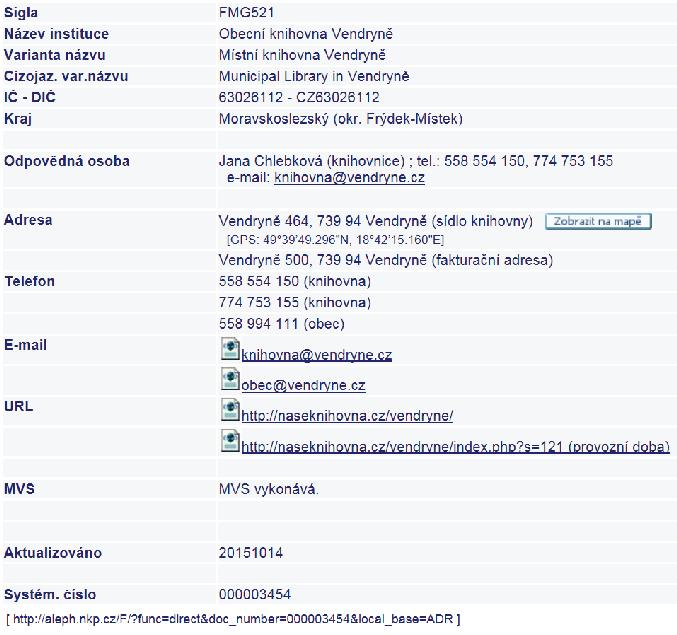 Sigla FMG521
Název instituce Obecní knihovna Vendryně
Varianta názvu Místní knihovna Vendryně
Cizojaz. var.názvu Municipal Library in Vendryně
IČ - DIČ 63026112 - CZ63026112
Kraj Moravskoslezský (okr. Frýdek-Místek)
Odpovědná osoba Jana Chlebková (knihovnice) ; tel.: 558 554 150, 774 753 155
e-mail: knihovna@vendryne.cz
Adresa Vendryně 464, 739 94 Vendryně (sídlo knihovny) Zobrazit na mapě
[GPS: 49°39'49.296"N, 18°42'15.160"E]
Vendryně 500, 739 94 Vendryně (fakturační adresa)
Telefon 558 554 150 (knihovna)
774 753 155 (knihovna)
558 994 111 (obec)
E-mail knihovna@vendryne.cz
obec@vendryne.cz
URL http://naseknihovna.cz/vendryne/
http://naseknihovna.cz/vendryne/index.php?s=121 (provozní doba)
MVS MVS vykonává.
Aktualizováno 20151014
Systém. číslo 000003454
[ http://aleph.nkp.cz/F/?func=direct&doc_number=000003454&local_base=ADR ]